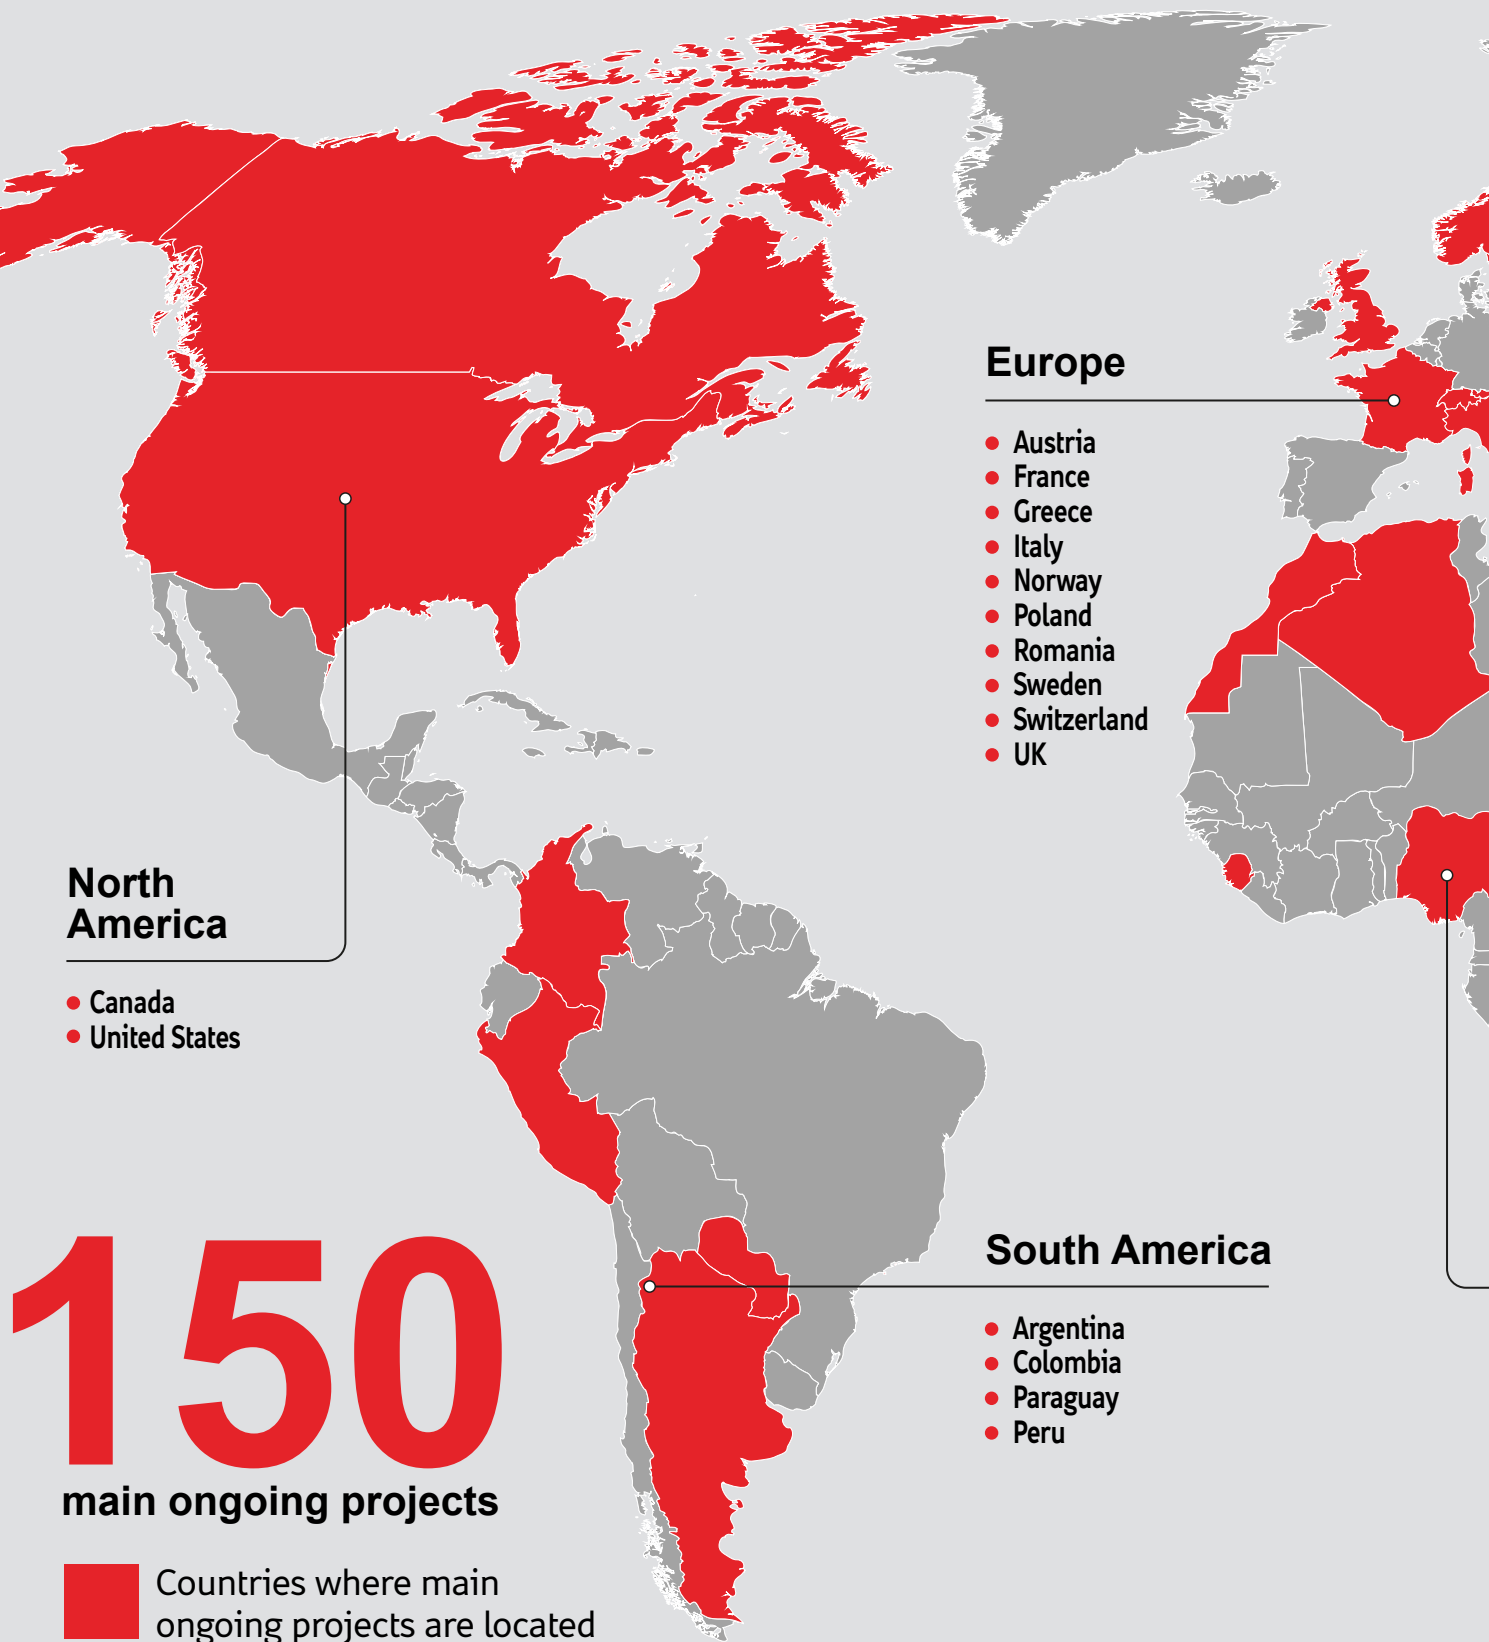 Europe
Austria
France
Greece
Italy
Norway
Poland
Romania
Sweden
Switzerland
UK
North
America
Canada
United States
South America
Argentina
Colombia
Paraguay
Peru
150
main ongoing projects
Countries where main
ongoing projects are located